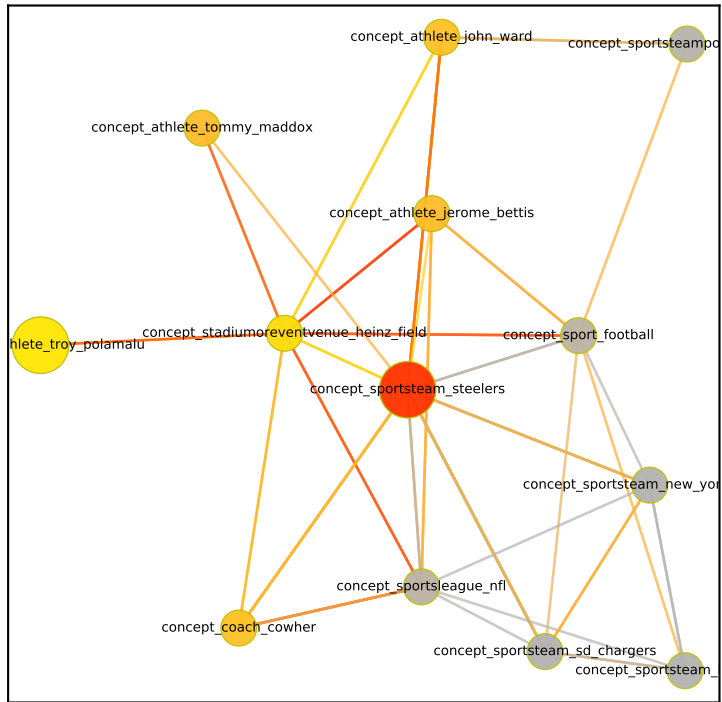 concept_athlete_john_ward
concept_sportsteampo
concept_athlete_tommy_maddox
concept_athlete_jerome_bettis
concept_stadiumoreventvenue_heinz_field
concept_sport_football
hlete_troy_polamalu
concept_sportsteam_steelers
concept_sportsteam_new_yor
concept_sportsleague_nfl
concept_coach_cowher
concept_sportsteam_sd_chargers
concept_sportsteam_